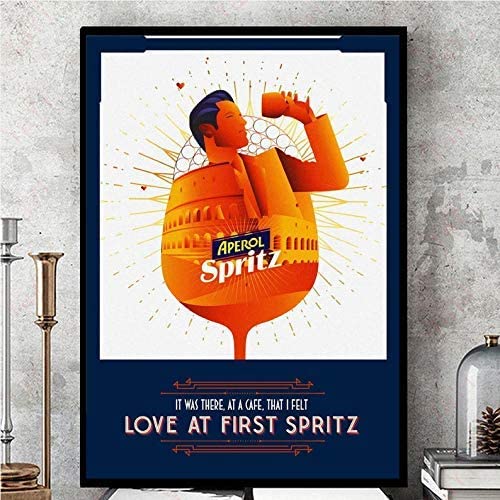 APEROL
Spritz
IT WAS THERE, AT A CAFE, THAT I FELT
LOVE AT FIRST SPRITZ